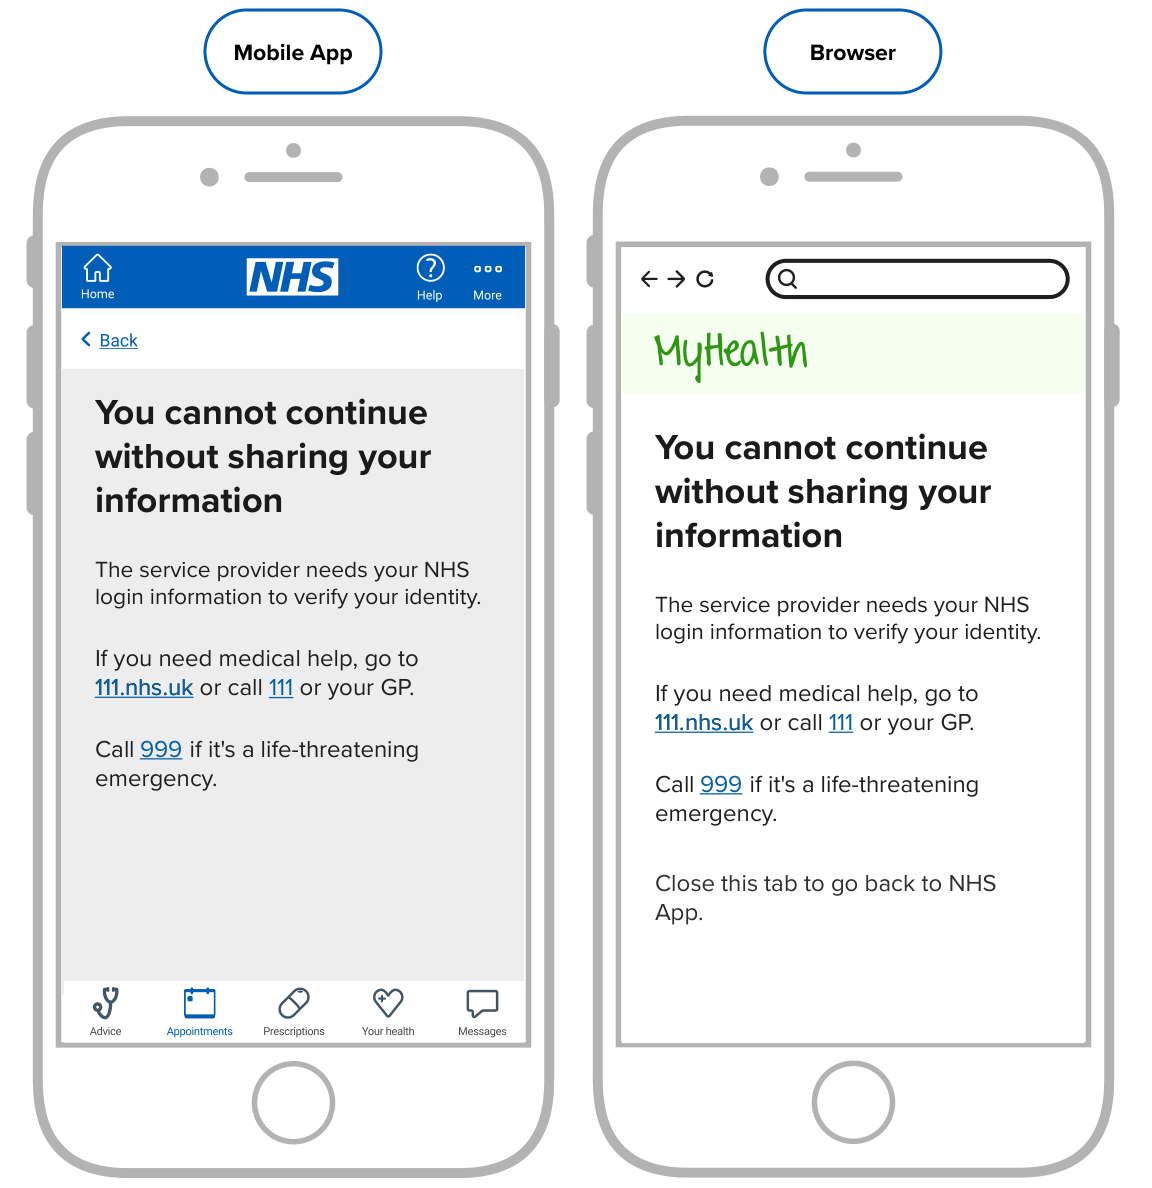 Mobile App
NHS
Home
Help
More
Back
You cannot continue
without sharing your
information
The service provider needs your NHS
login information to verify your identity.
If you need medical help, go to
111.nhs.uk or call 111 or your GP.
Call 999 if it's a life-threatening
emergency.
Advice
Appointments
Prescriptions
Your health
Messages
Browser
MyHealth
You cannot continue
without sharing your
information
The service provider needs your NHS
login information to verify your identity.
If you need medical help, go to
111.nhs.uk or call 111 or your GP.
Call 999 if it's a life-threatening
emergency.
Close this tab to go back to NHS
App.